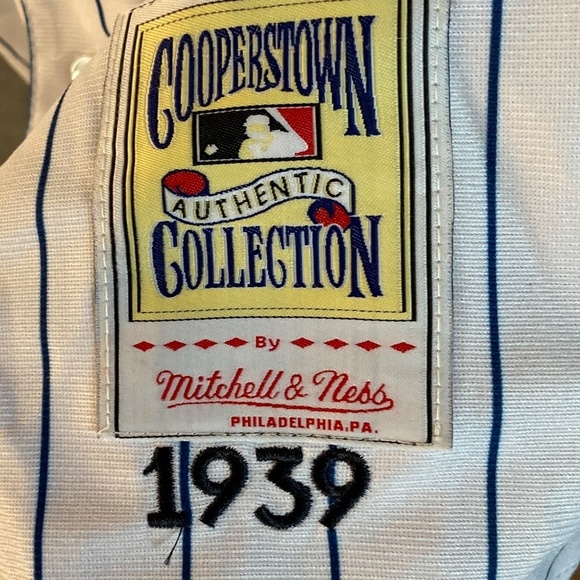 COOPERSTOWN
AUTHENTIC
COLLECTION
By
Mitchell & Ness
PHILADELPHIA, PA.
1939